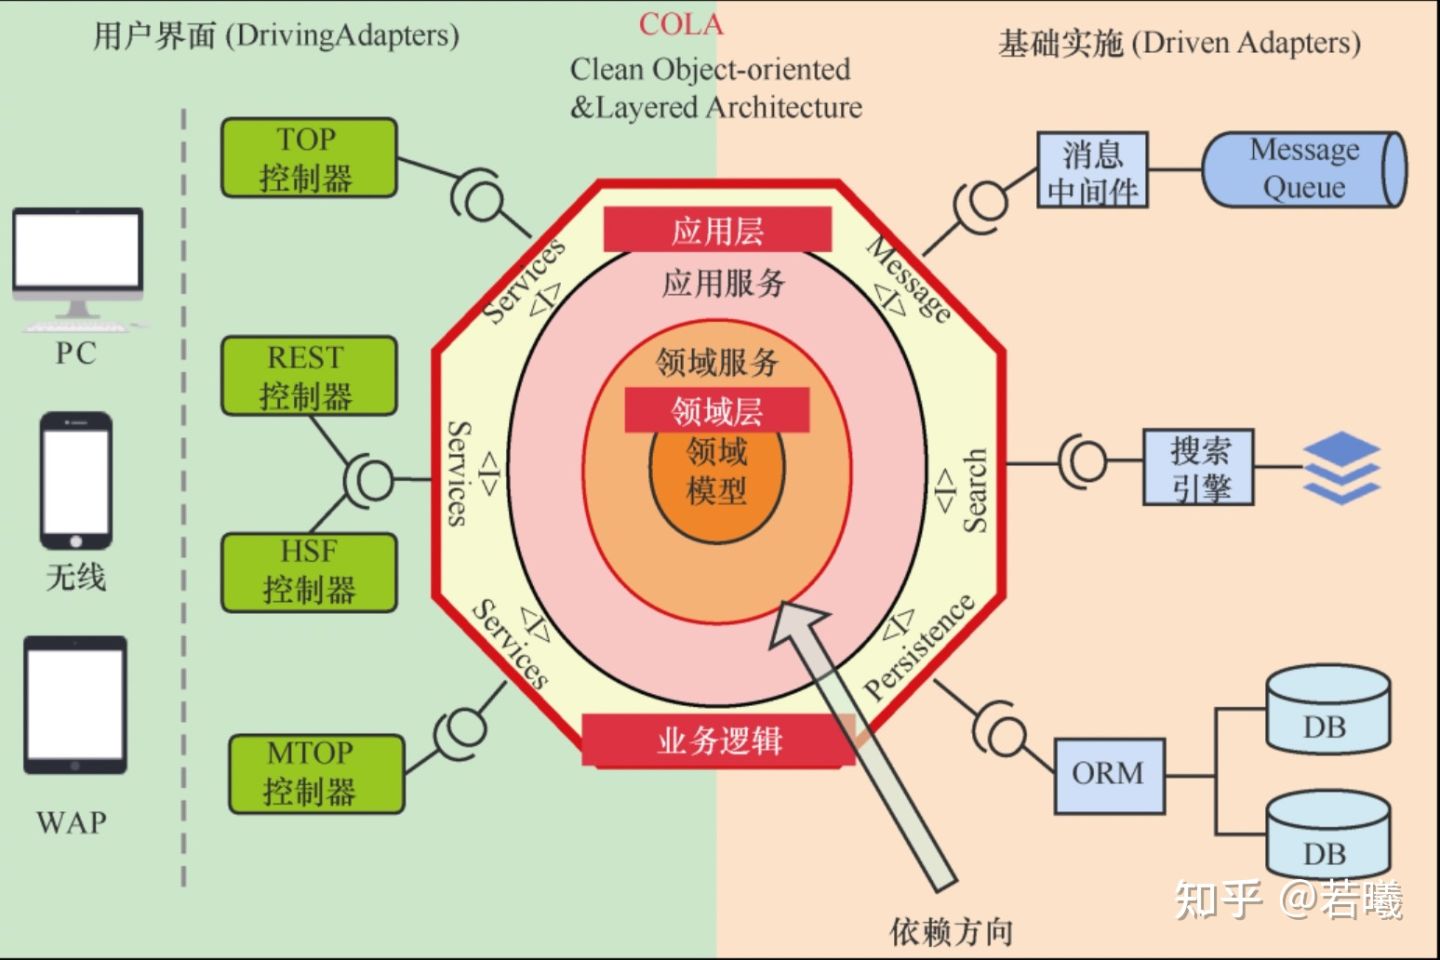 用户界面 (DrivingAdapters)
COLA
Clean Object-oriented
&Layered Architecture
基础实施 (Driven Adapters)
TOP
控制器
REST
控制器
HSF
控制器
MTOP
控制器
PC
无线
WAP
应用层
应用服务
领域服务
领域层
领域
模型
业务逻辑
Services
<I>
Services
<I>
Services
<I>
Message
<I>
Search
<I>
Persistence
<I>
消息
中间件
Message
Queue
搜索
引擎
ORM
DB
DB
依赖方向
知乎 @若曦